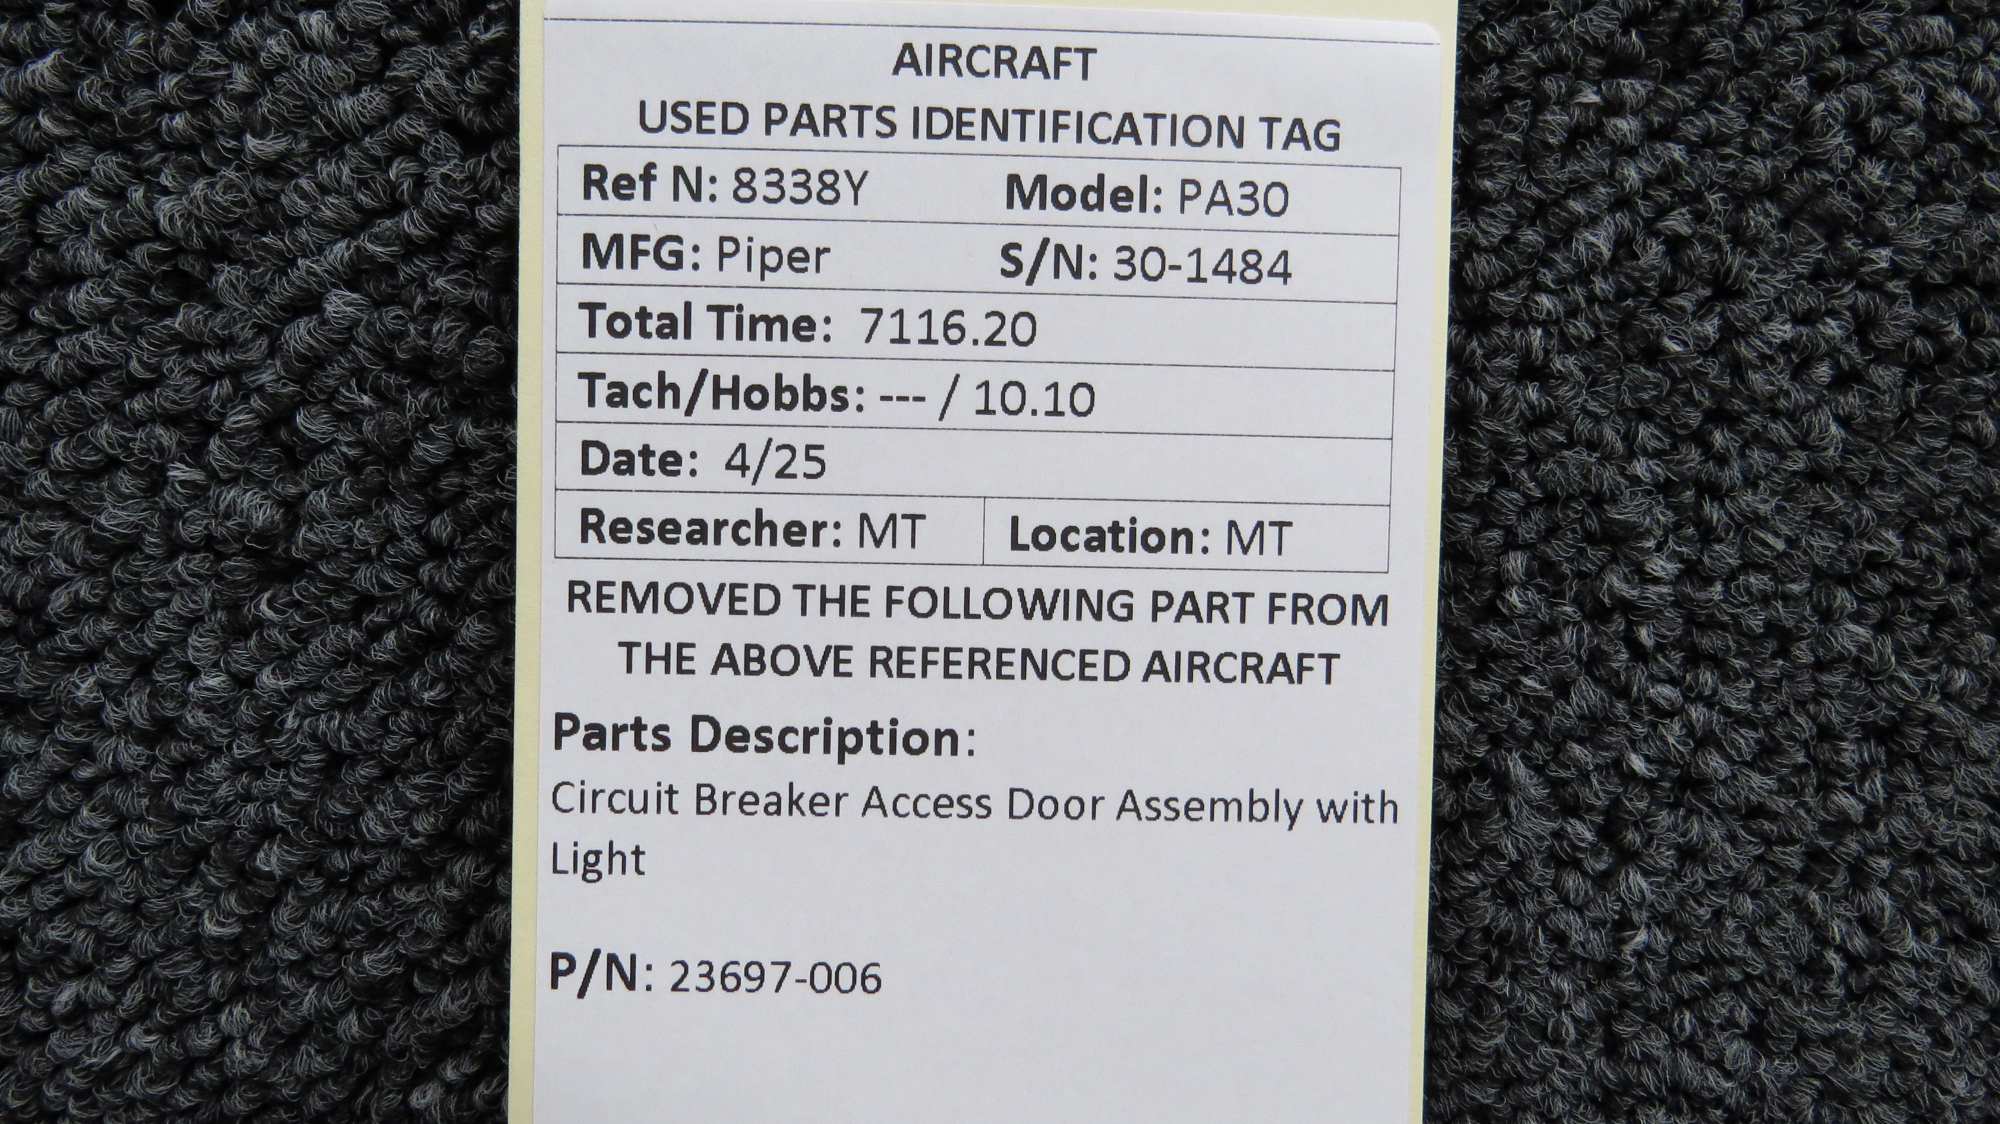 AIRCRAFT
USED PARTS IDENTIFICATION TAG
Ref N: 8338Y Model: PA30
MFG: Piper S/N: 30-1484
Total Time: 7116.20
Tach/Hobbs: --- / 10.10
Date: 4/25
Researcher: MT Location: MT
REMOVED THE FOLLOWING PART FROM
THE ABOVE REFERENCED AIRCRAFT
Parts Description:
Circuit Breaker Access Door Assembly with
Light
P/N: 23697-006